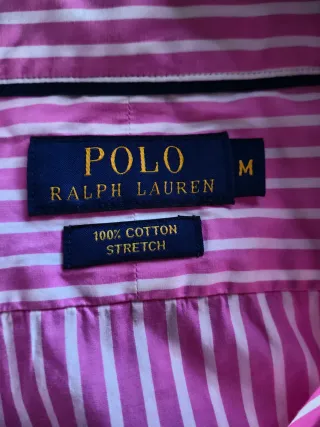 POLO
RALPH LAUREN
M
100% COTTON
STRETCH